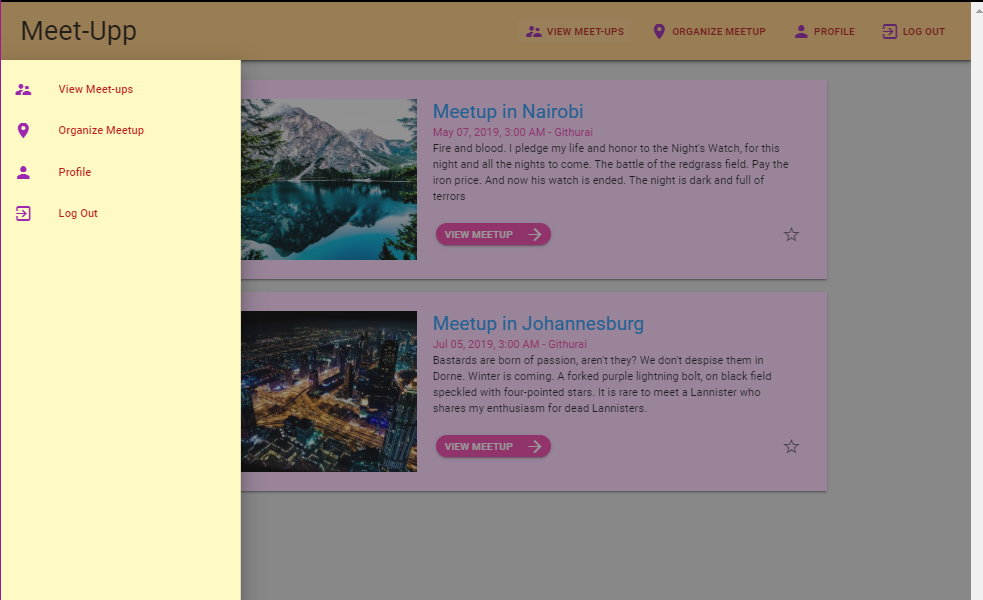 Meet-Upp
VIEW MEET-UPS
ORGANIZE MEETUP
PROFILE
LOG OUT
View Meet-ups
Organize Meetup
Profile
Log Out
Meetup in Nairobi
May 07, 2019, 3:00 AM - Githurai
Fire and blood. I pledge my life and honor to the Night's Watch, for this
night and all the nights to come. The battle of the redgrass field. Pay the
iron price. And now his watch is ended. The night is dark and full of
terrors
VIEW MEETUP
Meetup in Johannesburg
Jul 05, 2019, 3:00 AM - Githurai
Bastards are born of passion, aren't they? We don't despise them in
Dorne. Winter is coming. A forked purple lightning bolt, on black field
speckled with four-pointed stars. It is rare to meet a Lannister who
shares my enthusiasm for dead Lannisters.
VIEW MEETUP